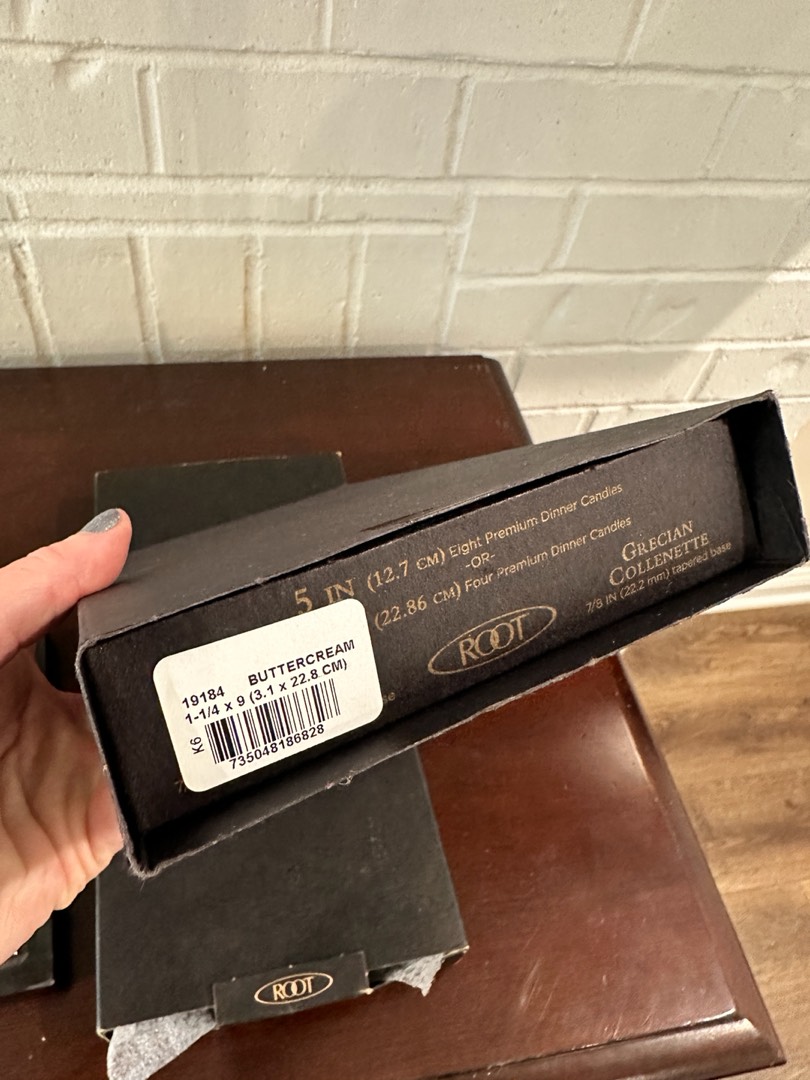 5 IN (12.7 CM) Eight Premium Dinner Candles
-OR-
(22.86 CM) Four Premium Dinner Candles
ROOT
GRECIAN
COLLENETTE
7/8 IN (22.2 mm) tapered base
19184 BUTTERCREAM
1-1/4 x 9 (3.1 x 22.8 CM)
K6
735048186828
ROOT